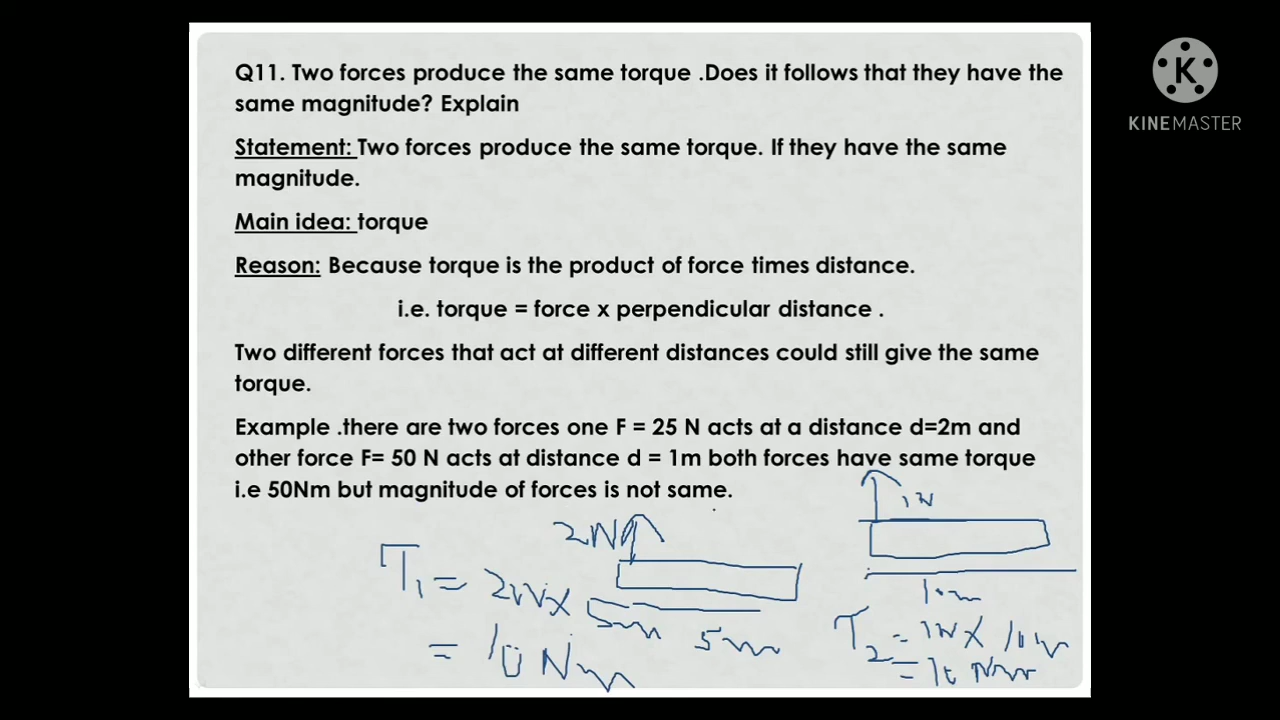 Q11. Two forces produce the same torque .Does it follows that they have the
same magnitude? Explain
Statement: Two forces produce the same torque. If they have the same
magnitude.
Main idea: torque
Reason: Because torque is the product of force times distance.
i.e. torque = force x perpendicular distance .
Two different forces that act at different distances could still give the same
torque.
Example .there are two forces one F = 25 N acts at a distance d=2m and
other force F= 50 N acts at distance d = 1m both forces have same torque
i.e 50Nm but magnitude of forces is not same.
2N
T1 = 2N x 5m
5m
= 10 Nm
1N
10m
T2 = 1N x 10m
= 10 Nm
K
KINEMASTER